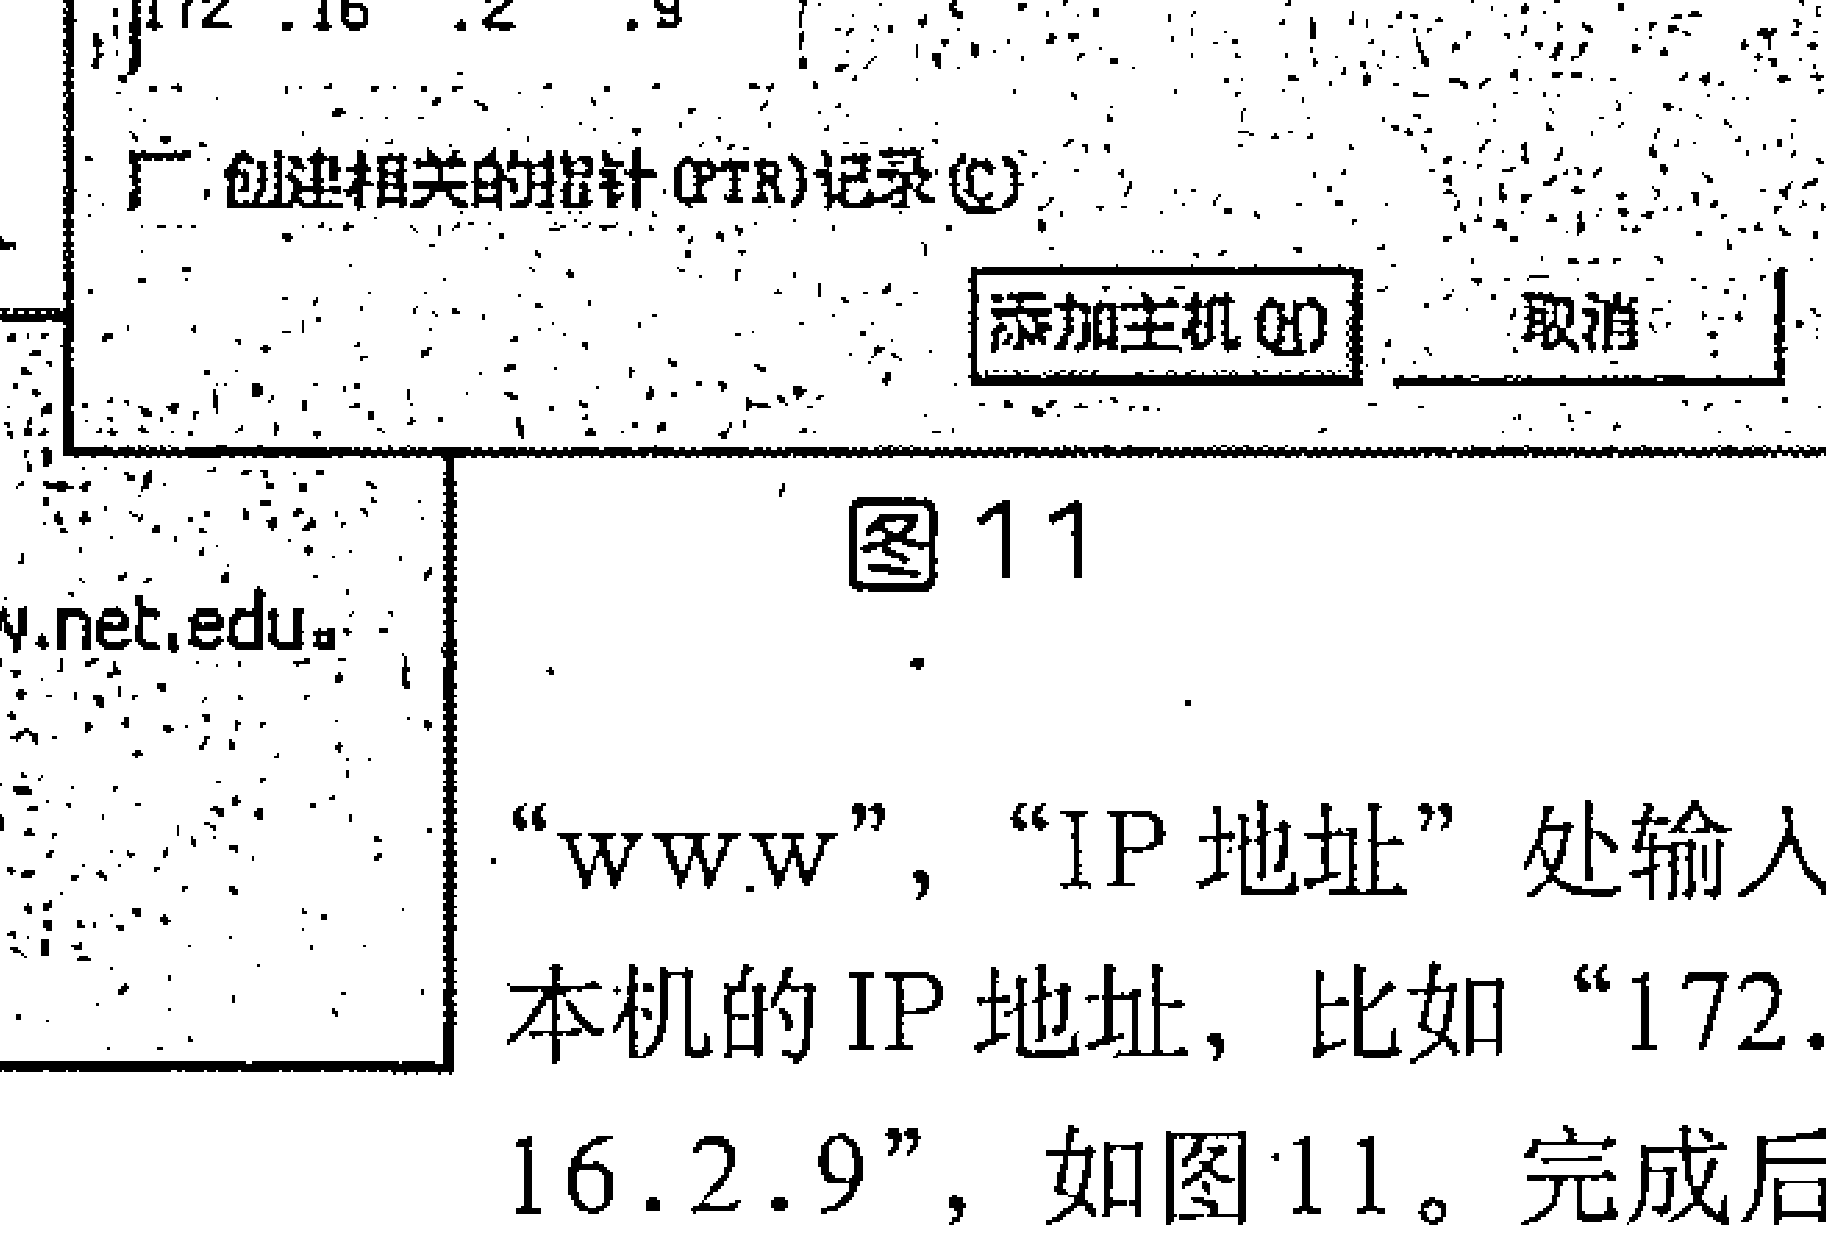 172 .16 .2 .9
创建相关的指针(PTR)记录(C)
添加主机(H) 取消
图 11
.net.edu。
“www”，“IP 地址”处输入
本机的 IP 地址，比如“172.
16.2.9”，如图 11。完成后